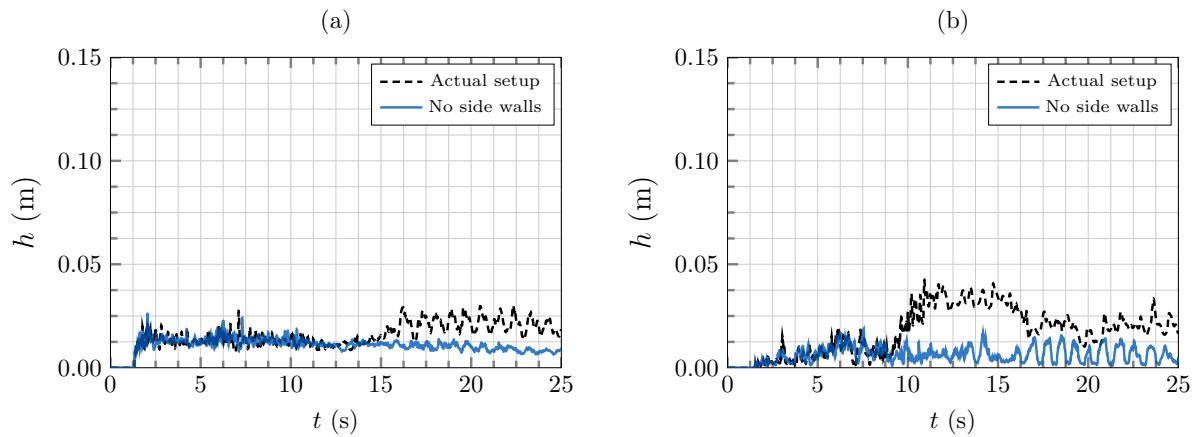 (a)
0.15
0.10
0.05
0.00
h (m)
0 5 10 15 20 25
t (s)
Actual setup
No side walls
(b)
0.15
0.10
0.05
0.00
h (m)
0 5 10 15 20 25
t (s)
Actual setup
No side walls